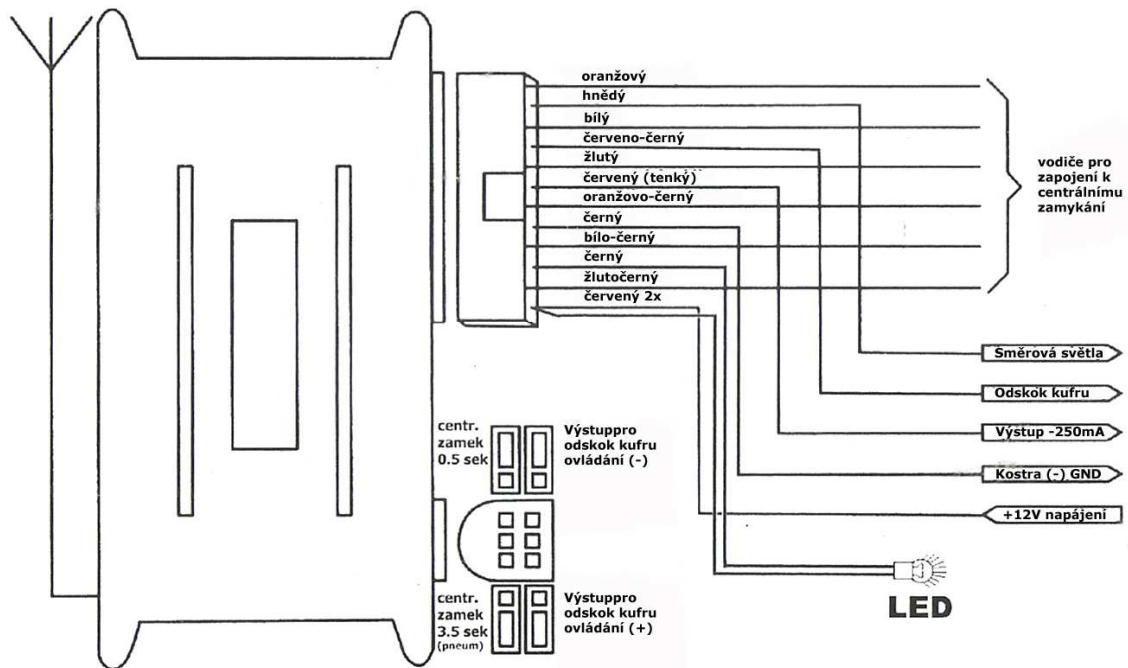 oranžový
hnědý
bílý
červeno-černý
žlutý
červený (tenký)
oranžovo-černý
černý
bílo-černý
černý
žlutočerný
červený 2x
vodiče pro
zapojení k
centrálnímu
zamykání
Směrová světla
Odskok kufru
Výstup -250mA
Kostra (-) GND
+12V napájení
LED
centr.
zamek
0.5 sek
Výstuppro
odskok kufru
ovládání (-)
centr.
zamek
3.5 sek
(pneum)
Výstuppro
odskok kufru
ovládání (+)